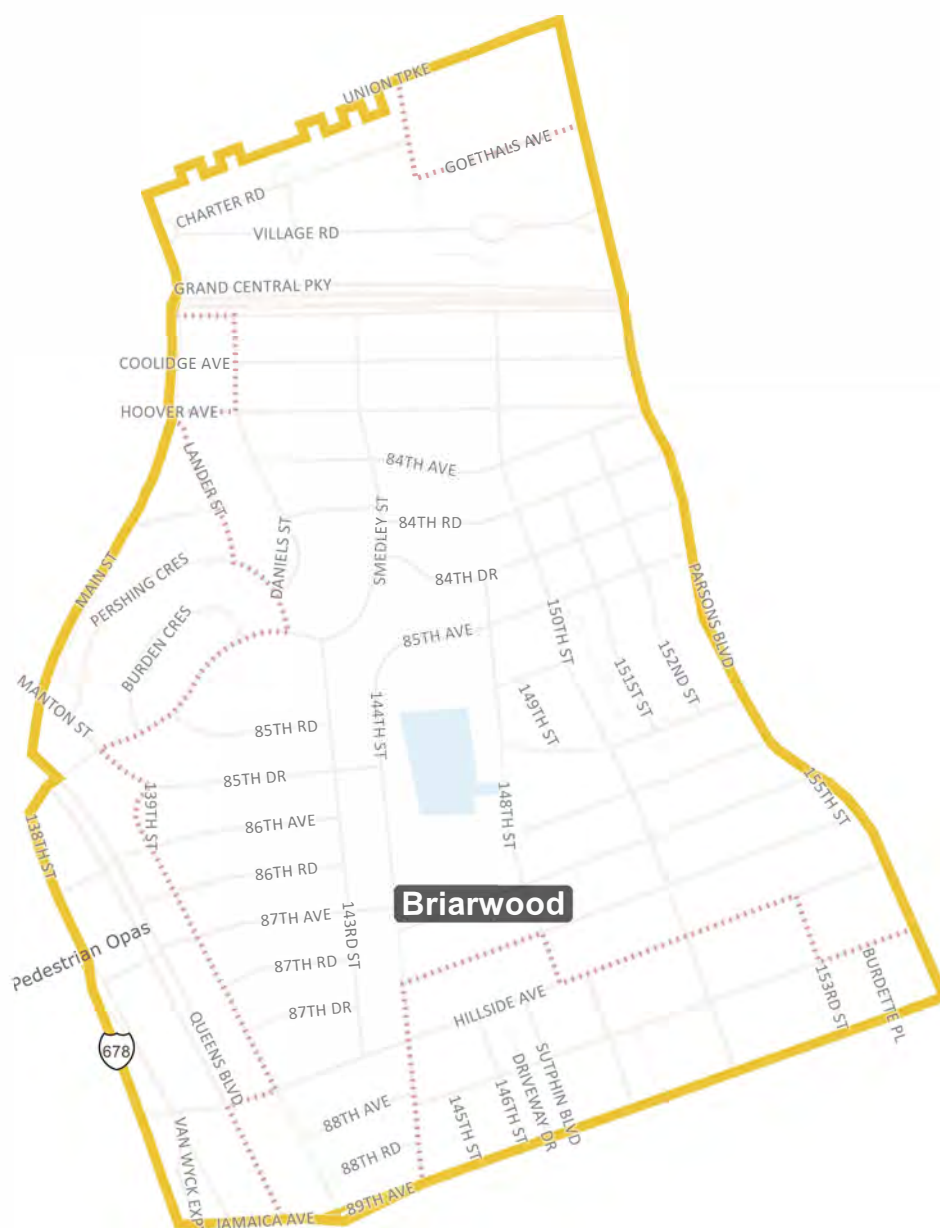 UNION TPKE
GOETHALS AVE
CHARTER RD
VILLAGE RD
GRAND CENTRAL PKY
COOLIDGE AVE
HOOVER AVE
LANDER ST
84TH AVE
SMEDLEY ST
84TH RD
DANIELS ST
MAIN ST
PERSHING CRES
84TH DR
PARSONS BLVD
BURDEN CRES
85TH AVE
150TH ST
152ND ST
151ST ST
MANTON ST
144TH ST
149TH ST
85TH RD
85TH DR
139TH ST
148TH ST
155TH ST
138TH ST
86TH AVE
86TH RD
Briarwood
87TH AVE
143RD ST
Pedestrian Opas
87TH RD
153RD ST
BURDETTE PL
87TH DR
HILLSIDE AVE
678
QUEENS BLVD
SUTPHIN BLVD
DRIVEWAY DR
88TH AVE
146TH ST
145TH ST
VAN WYCK EXP
88TH RD
89TH AVE
JAMAICA AVE